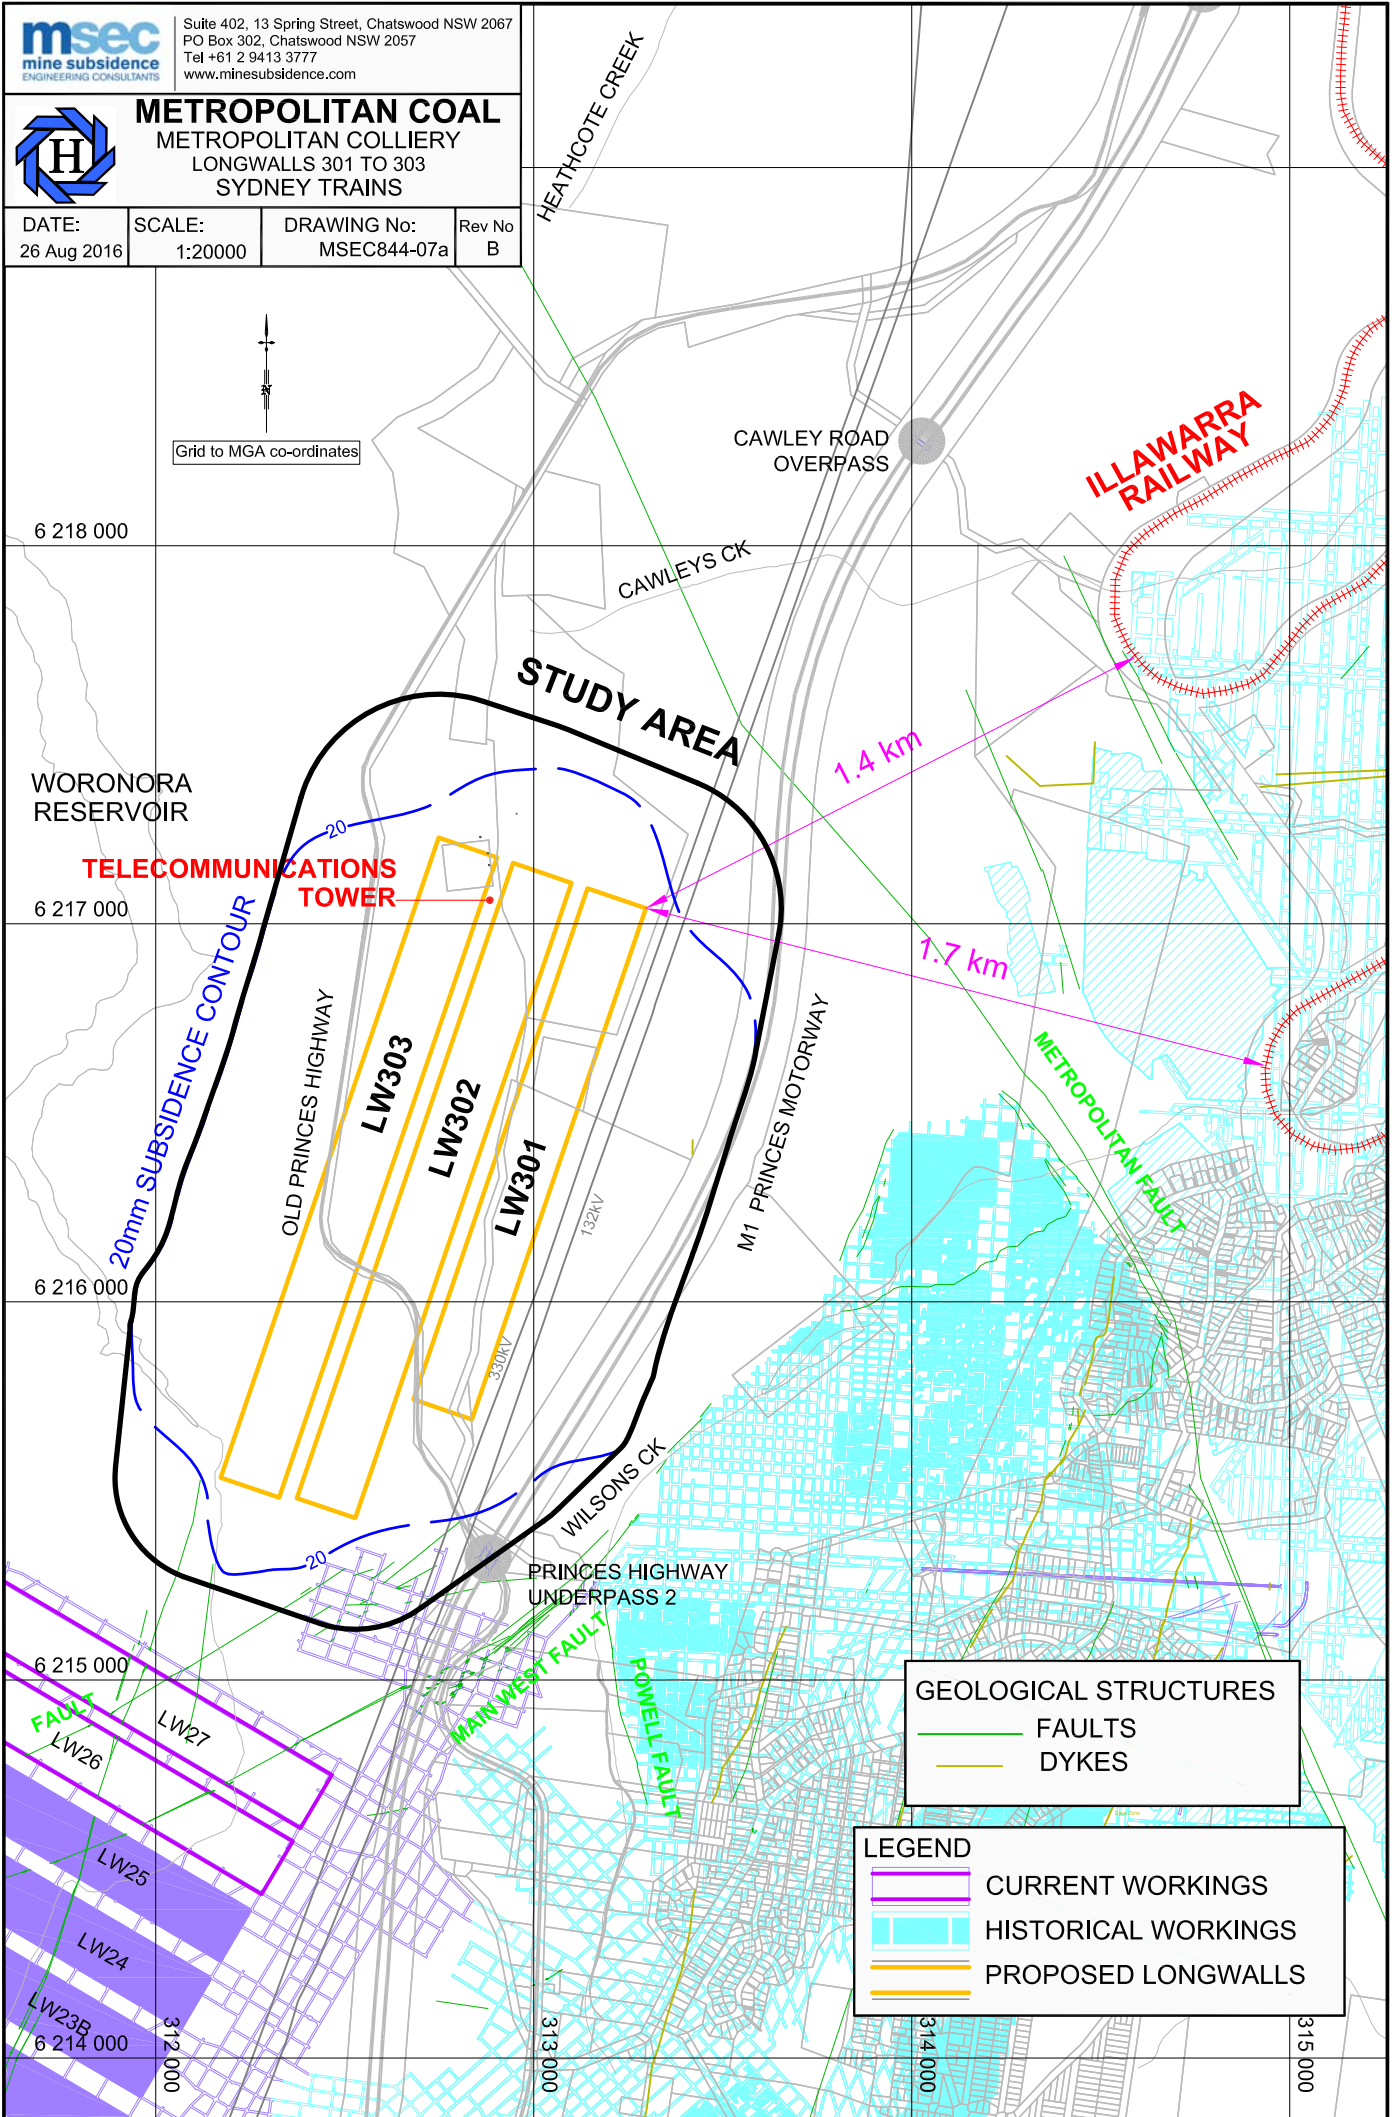 msec
mine subsidence
ENGINEERING CONSULTANTS
Suite 402, 13 Spring Street, Chatswood NSW 2067
PO Box 302, Chatswood NSW 2057
Tel +61 2 9413 3777
www.minesubsidence.com
H
METROPOLITAN COAL
METROPOLITAN COLLIERY
LONGWALLS 301 TO 303
SYDNEY TRAINS
DATE:
26 Aug 2016
SCALE:
1:20000
DRAWING No:
MSEC844-07a
Rev No
B
HEATHCOTE CREEK
N
Grid to MGA co-ordinates
CAWLEY ROAD
OVERPASS
ILLAWARRA
RAILWAY
6 218 000
CAWLEYS CK
STUDY AREA
1.4 km
WORONORA
RESERVOIR
20
TELECOMMUNICATIONS
TOWER
6 217 000
1.7 km
20mm SUBSIDENCE CONTOUR
OLD PRINCES HIGHWAY
LW303
LW302
LW301
132kV
M1 PRINCES MOTORWAY
METROPOLITAN FAULT
6 216 000
330kV
WILSONS CK
20
PRINCES HIGHWAY
UNDERPASS 2
6 215 000
MAIN WEST FAULT
POWELL FAULT
FAULT
LW27
LW26
LW25
LW24
LW23B
GEOLOGICAL STRUCTURES
FAULTS
DYKES
LEGEND
CURRENT WORKINGS
HISTORICAL WORKINGS
PROPOSED LONGWALLS
6 214 000
312 000
313 000
314 000
315 000